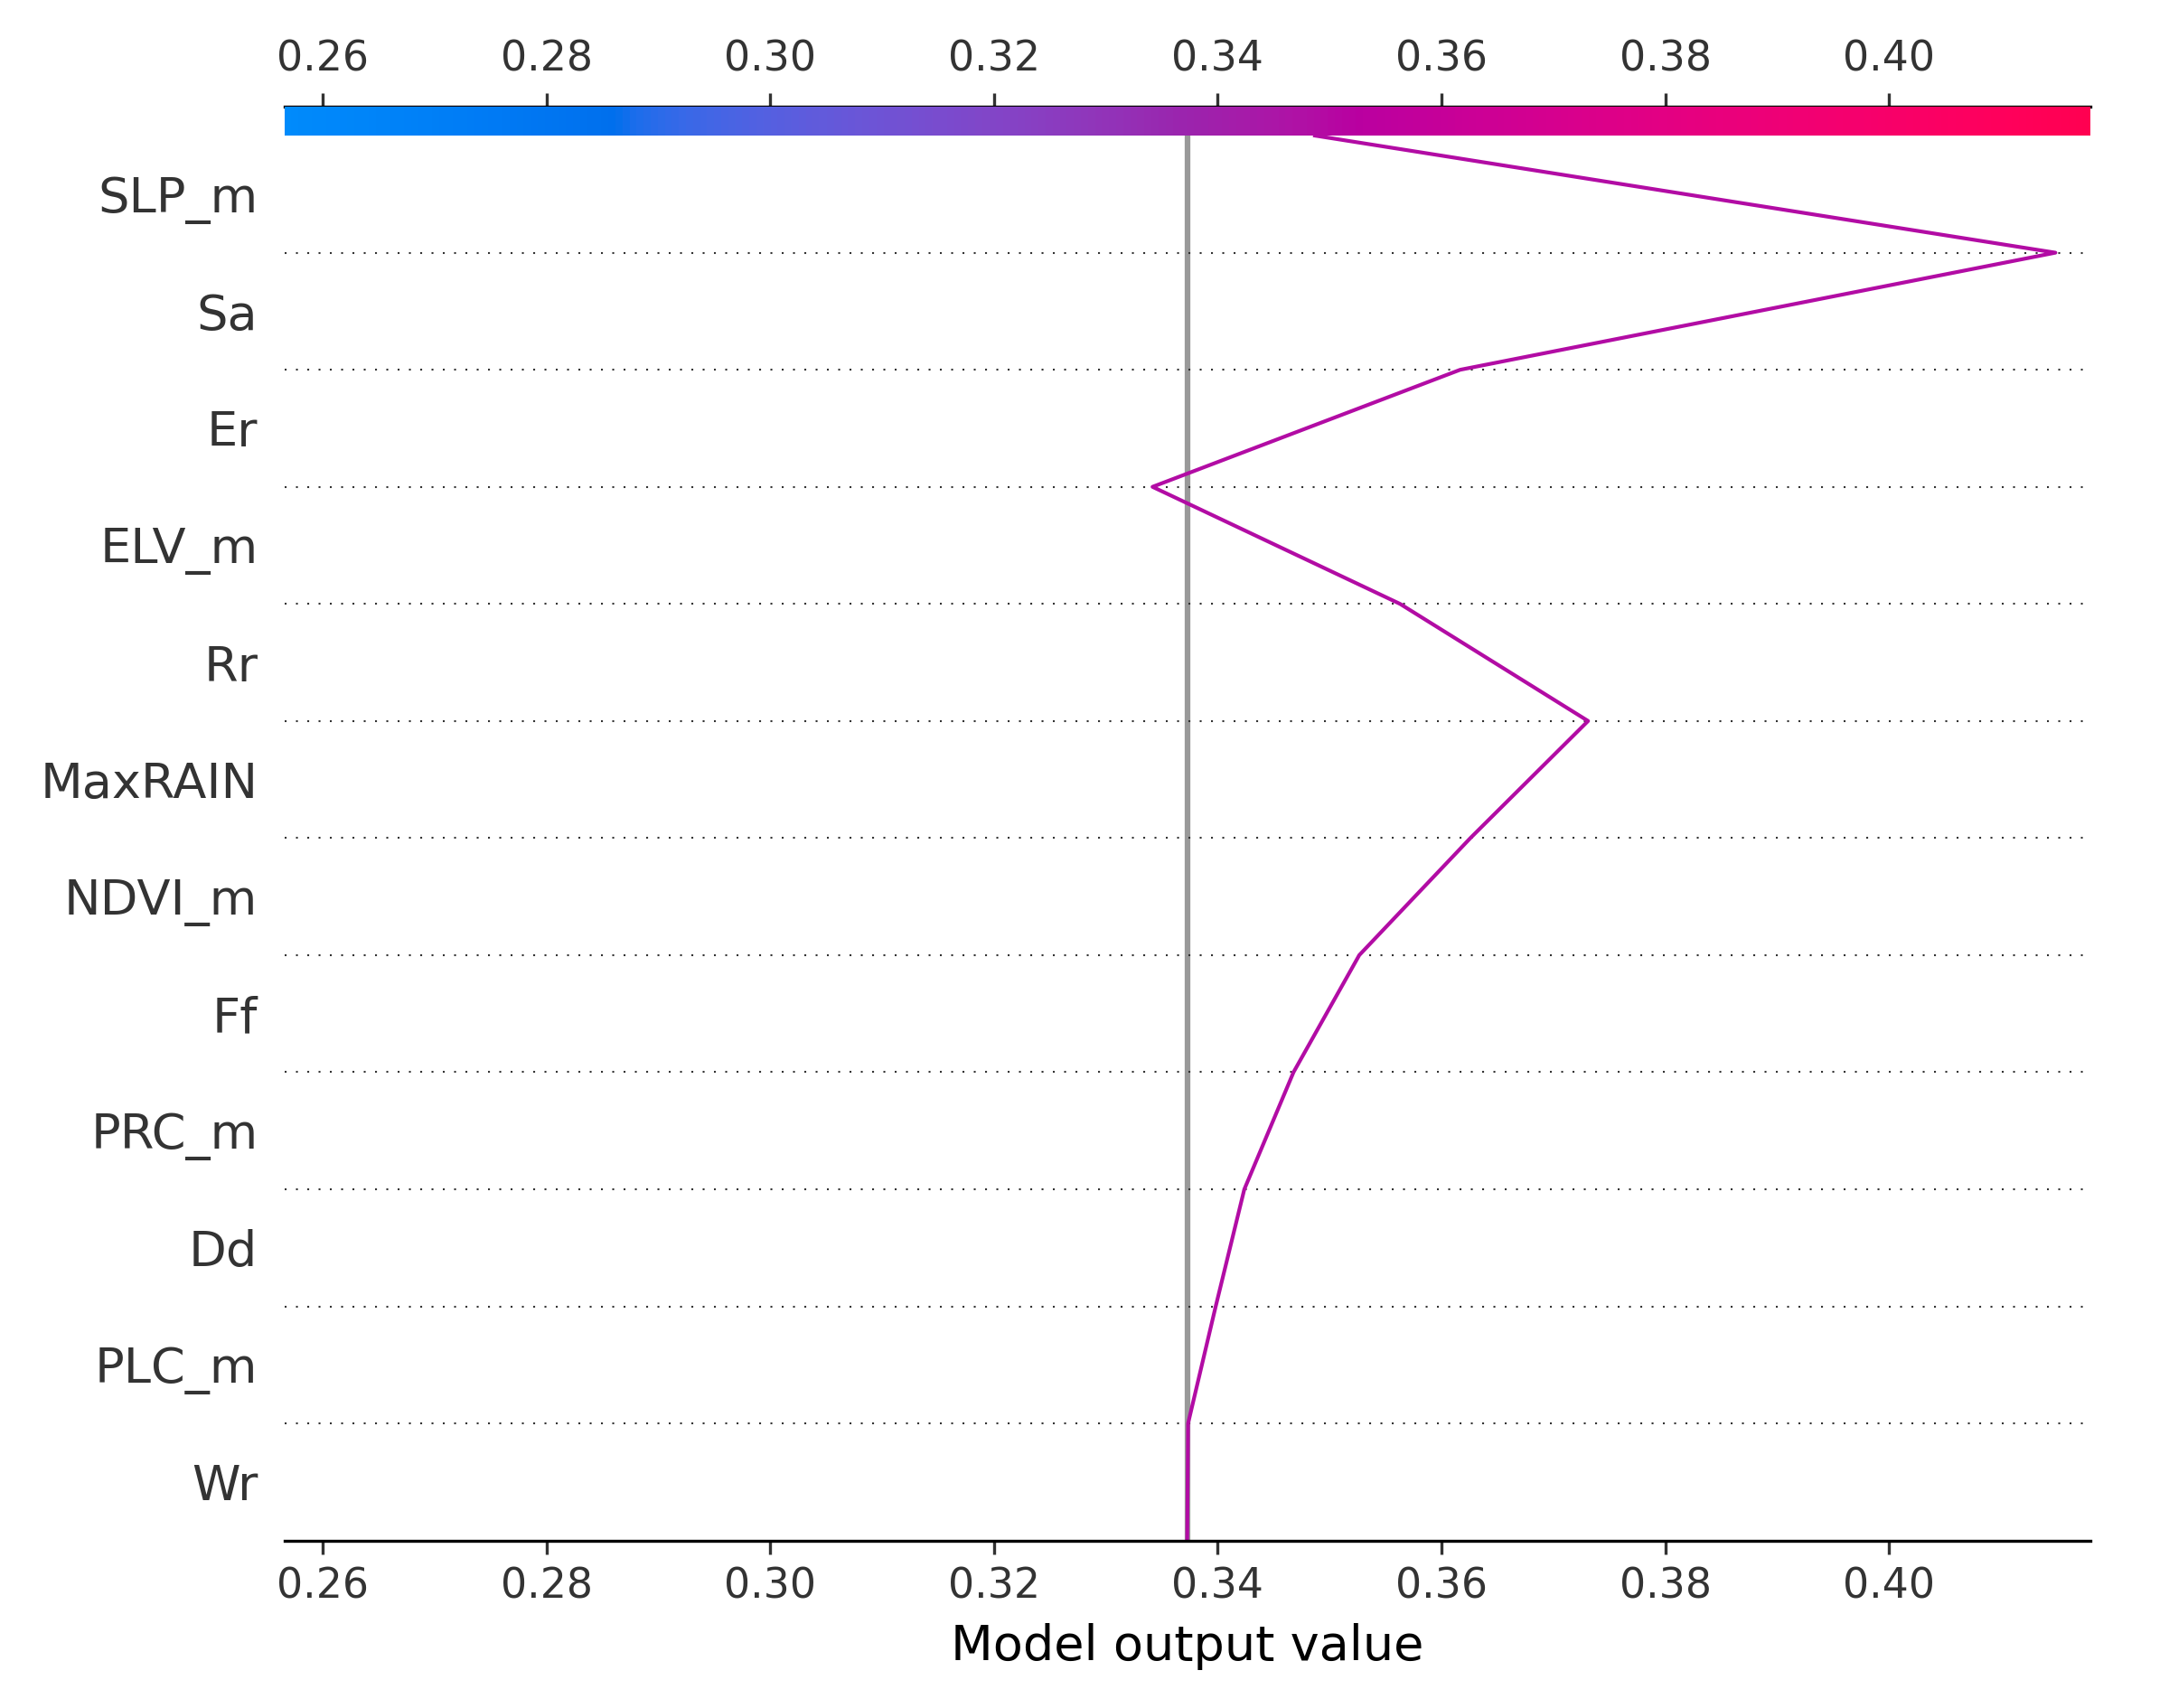 0.26 0.28 0.30 0.32 0.34 0.36 0.38 0.40
SLP_m
Sa
Er
ELV_m
Rr
MaxRAIN
NDVI_m
Ff
PRC_m
Dd
PLC_m
Wr
0.26 0.28 0.30 0.32 0.34 0.36 0.38 0.40
Model output value